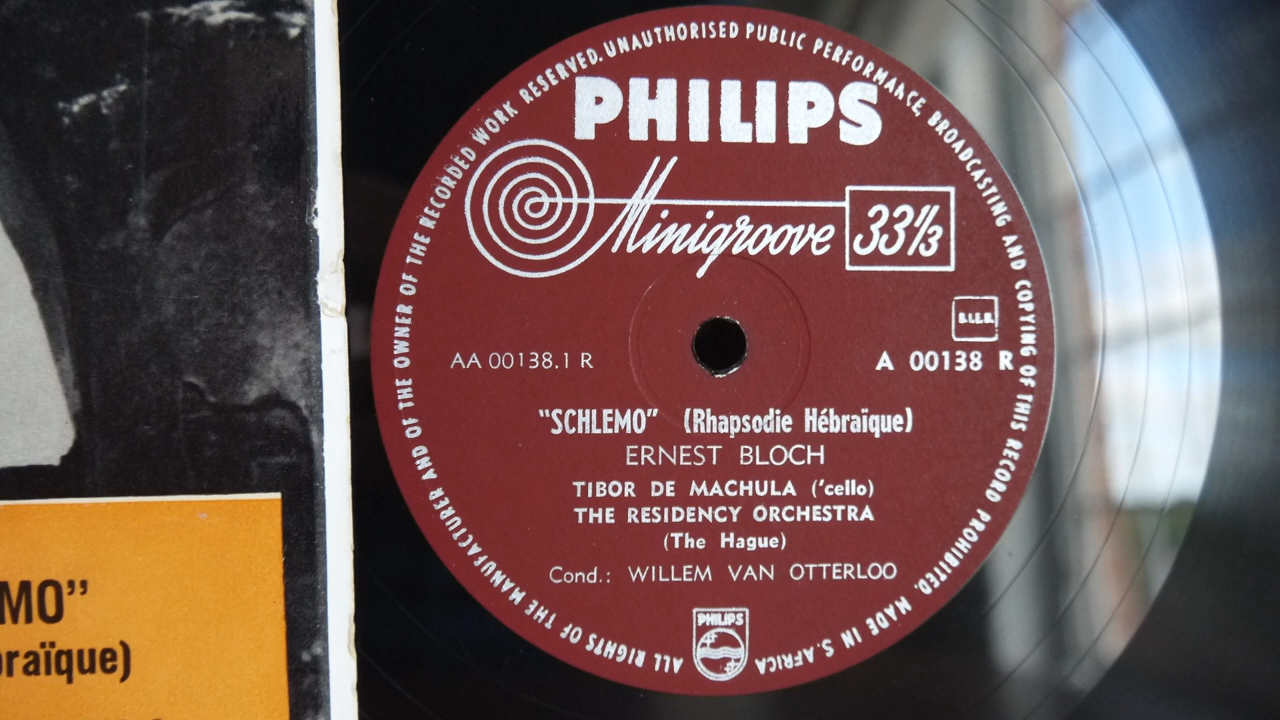 ALL RIGHTS OF THE MANUFACTURER AND OF THE OWNER OF THE RECORDED WORK RESERVED. UNAUTHORISED PUBLIC PERFORMANCE, BROADCASTING AND COPYING OF THIS RECORD PROHIBITED. MADE IN S. AFRICA
PHILIPS
Minigroove 33⅓
B.I.E.M.
AA 00138.1 R
A 00138 R
"SCHLEMO" (Rhapsodie Hébraïque)
ERNEST BLOCH
TIBOR DE MACHULA ('cello)
THE RESIDENCY ORCHESTRA
(The Hague)
Cond.: WILLEM VAN OTTERLOO
PHILIPS
MO"
braïque)